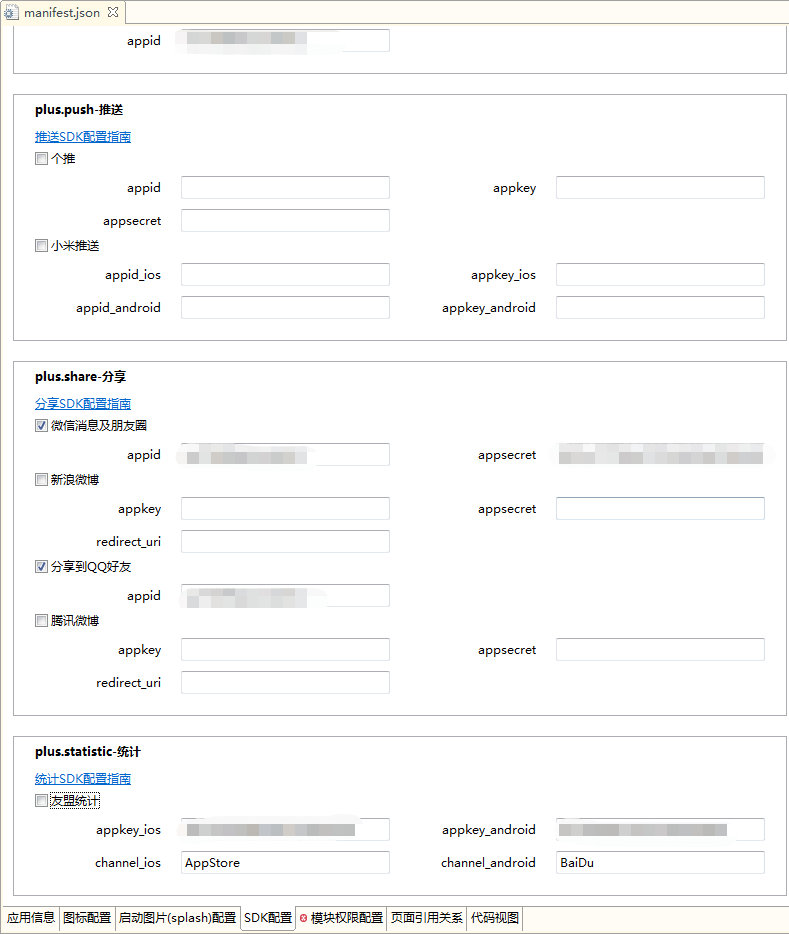 manifest.json
appid
plus.push-推送
推送SDK配置指南
个推
appid appkey
appsecret
小米推送
appid_ios appkey_ios
appid_android appkey_android
plus.share-分享
分享SDK配置指南
微信消息及朋友圈
appid appsecret
新浪微博
appkey appsecret
redirect_uri
分享到QQ好友
appid
腾讯微博
appkey appsecret
redirect_uri
plus.statistic-统计
统计SDK配置指南
友盟统计
appkey_ios appkey_android
channel_ios AppStore channel_android BaiDu
应用信息 图标配置 启动图片(splash)配置 SDK配置 模块权限配置 页面引用关系 代码视图